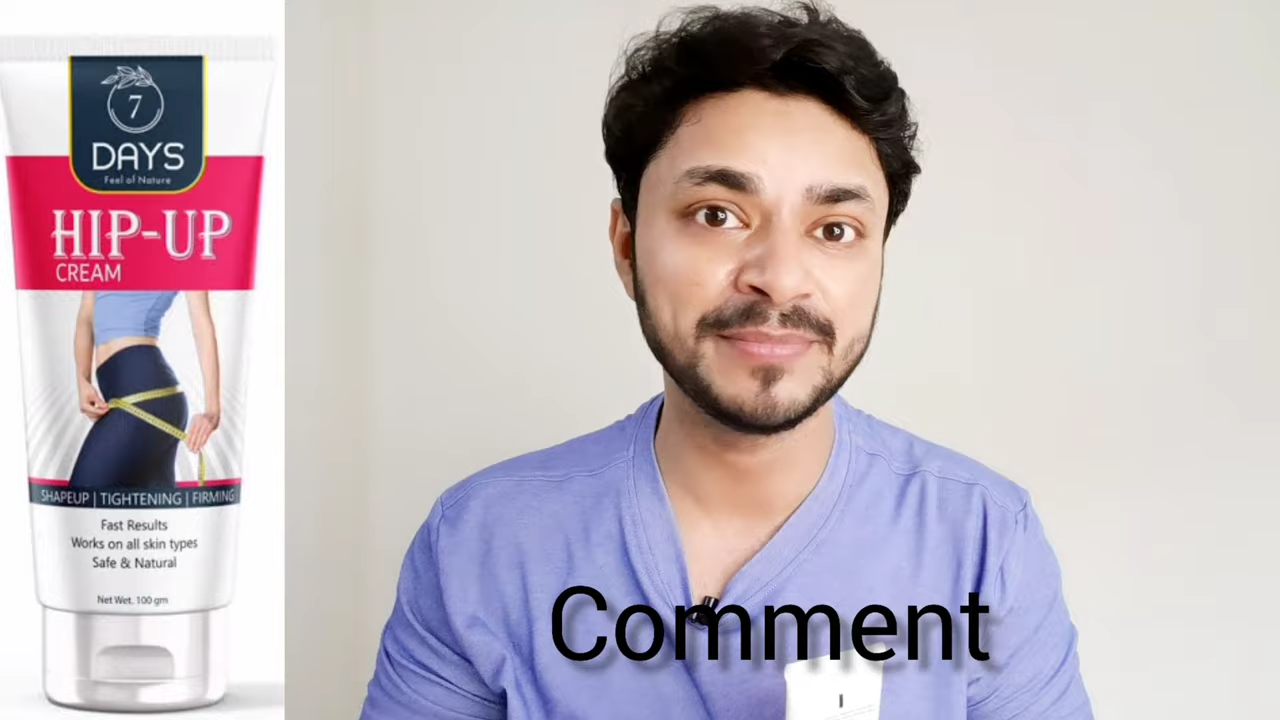 7
DAYS
Feel of Nature
HIP-UP
CREAM
SHAPEUP | TIGHTENING | FIRMING
Fast Results
Works on all skin types
Safe & Natural
Net Wet. 100 gm
Comment